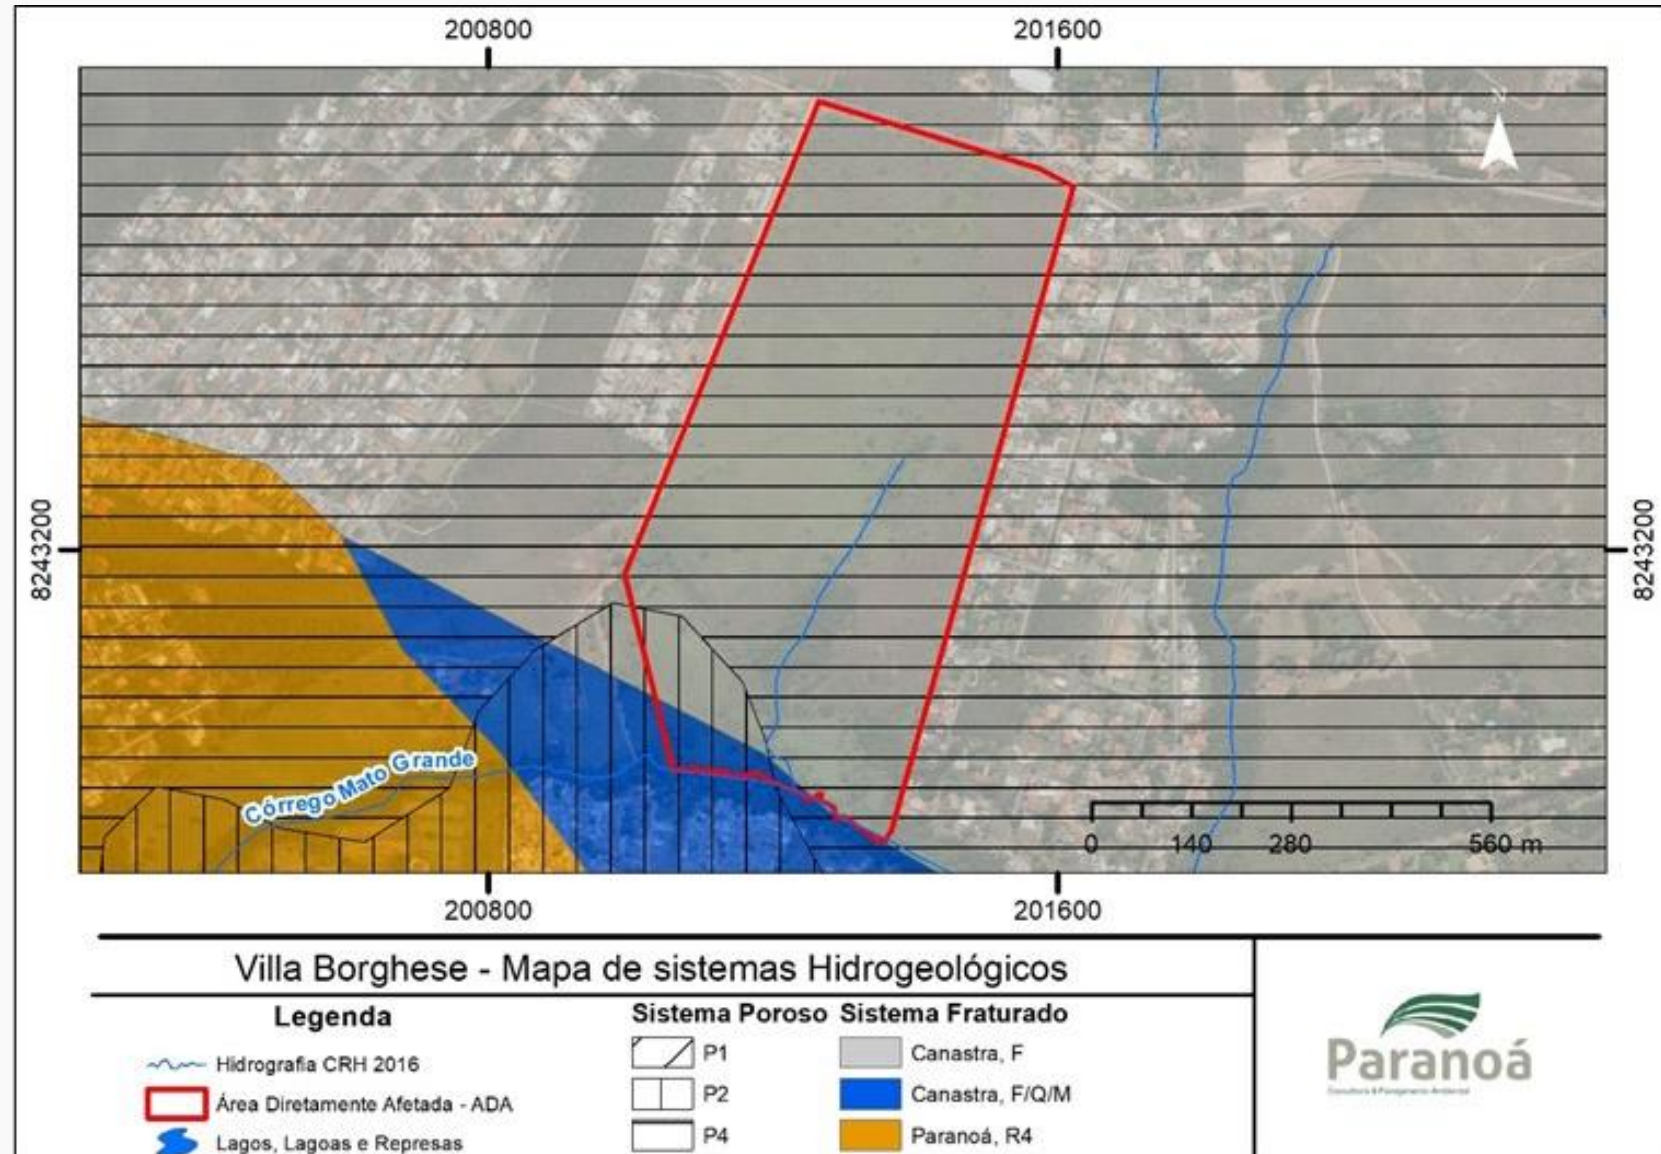 200800 201600
8243200 8243200
Córrego Mato Grande
0 140 280 560 m
200800 201600
Villa Borghese - Mapa de sistemas Hidrogeológicos
Legenda
Hidrografia CRH 2016
Área Diretamente Afetada - ADA
Lagos, Lagoas e Represas
Sistema Poroso
P1
P2
P4
Sistema Fraturado
Canastra, F
Canastra, F/Q/M
Paranoá, R4
Paranoá